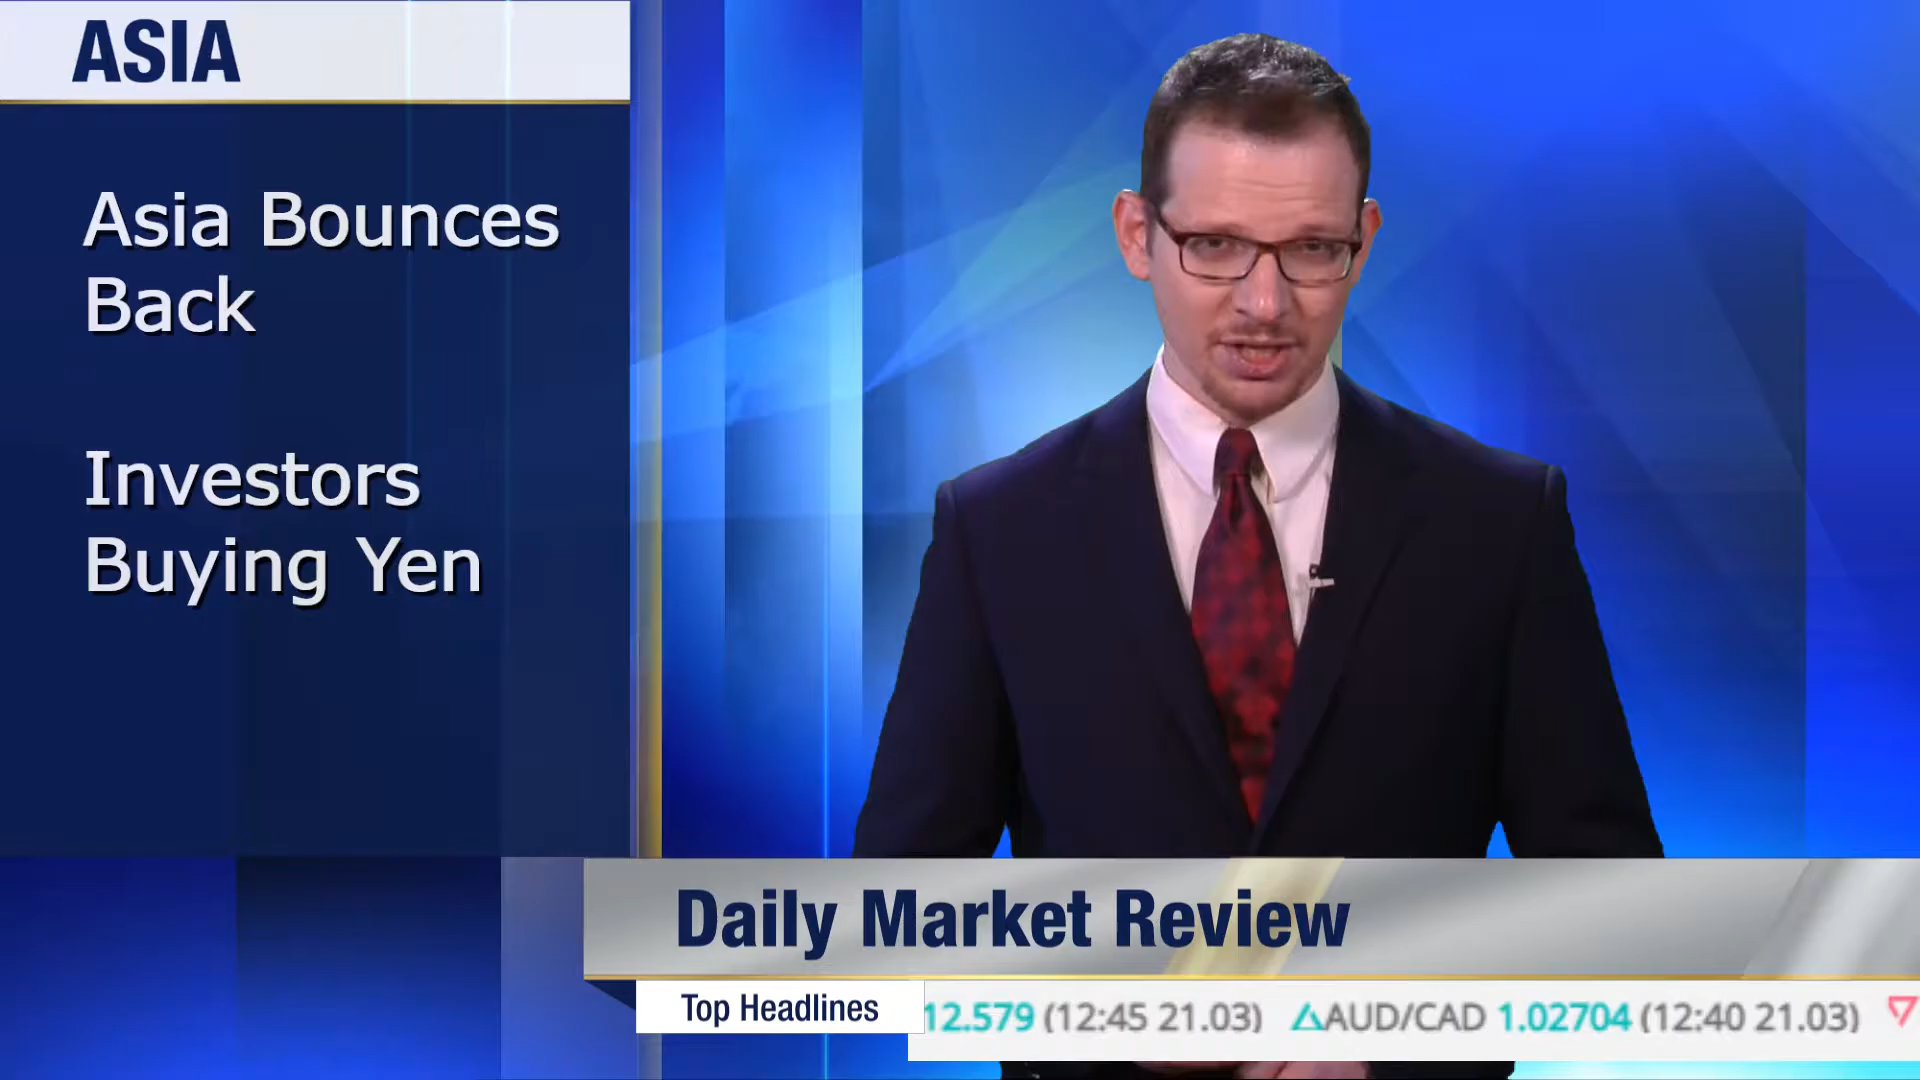 ASIA
Asia Bounces
Back
Investors
Buying Yen
Daily Market Review
Top Headlines
12.579 (12:45 21.03) △AUD/CAD 1.02704 (12:40 21.03) ▽